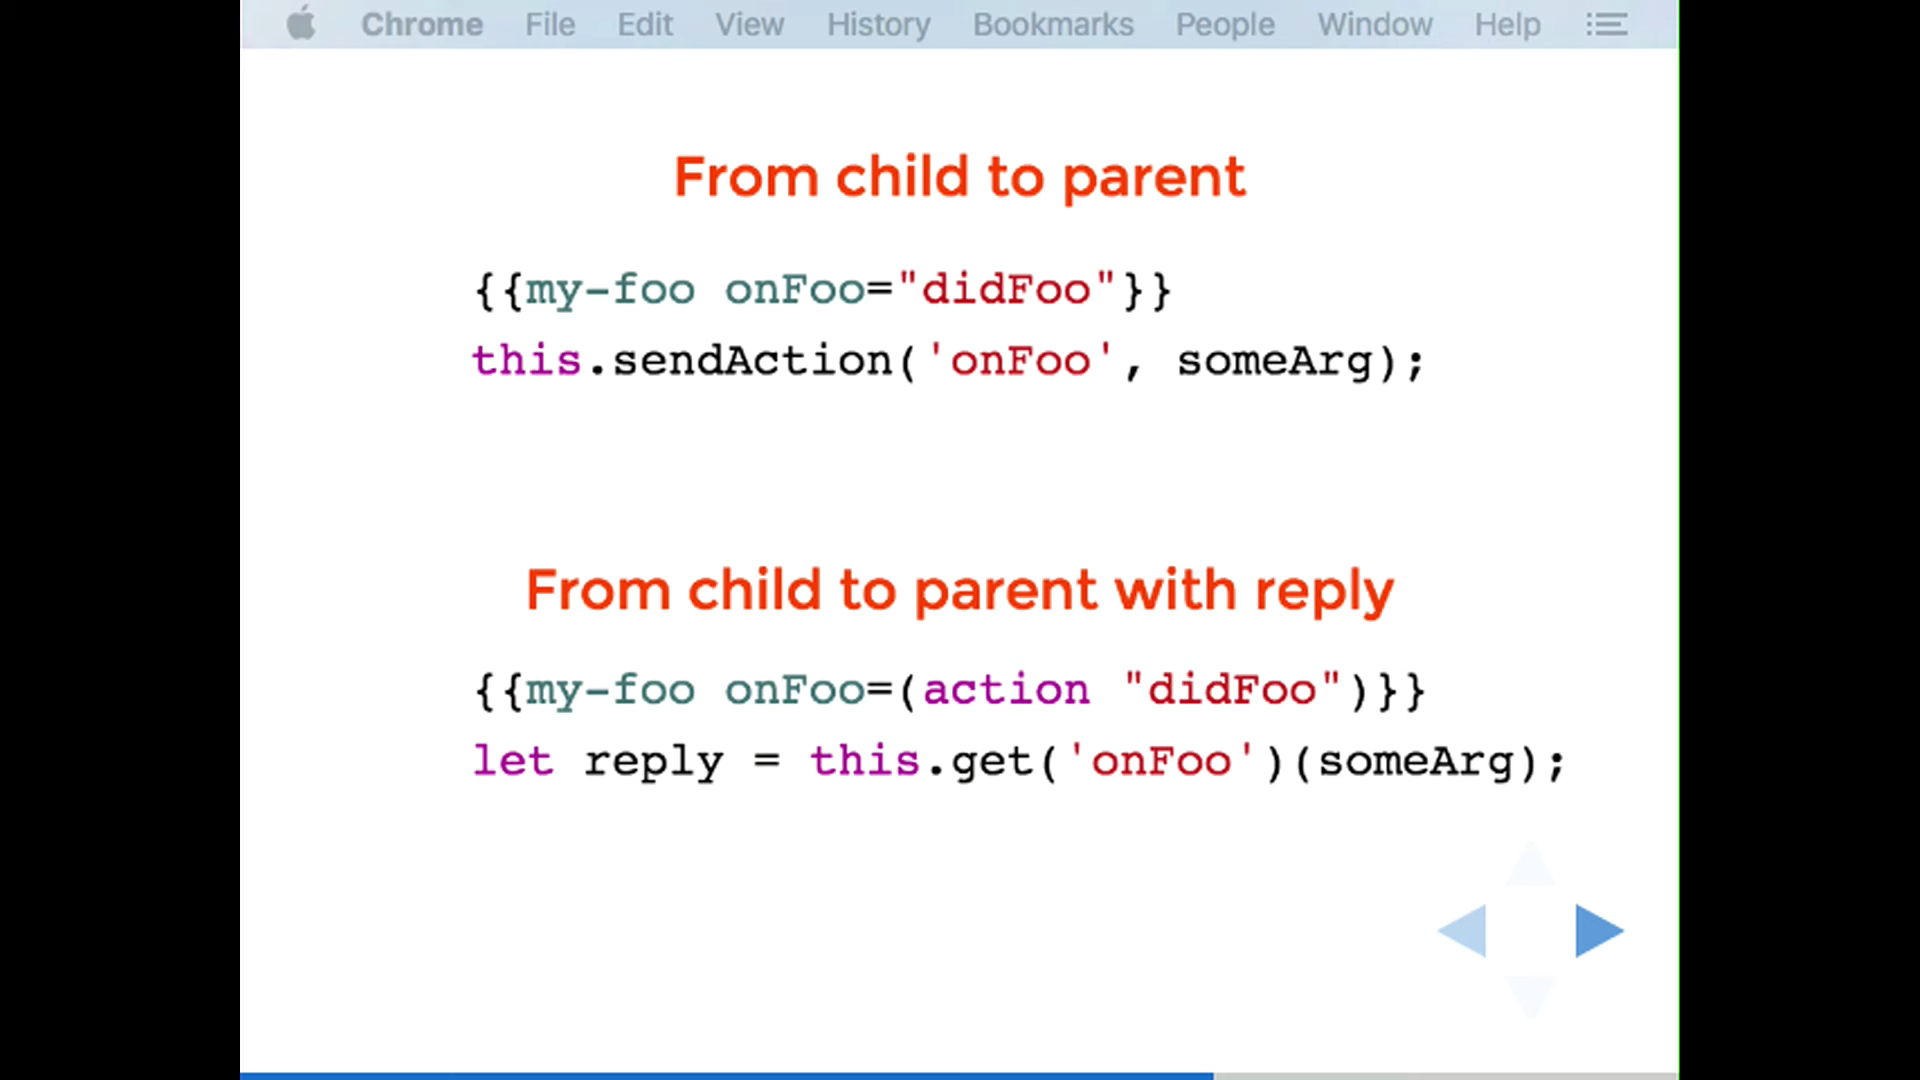 Chrome File Edit View History Bookmarks People Window Help
From child to parent
{{my-foo onFoo="didFoo"}}
this.sendAction('onFoo', someArg);
From child to parent with reply
{{my-foo onFoo=(action "didFoo")}}
let reply = this.get('onFoo')(someArg);